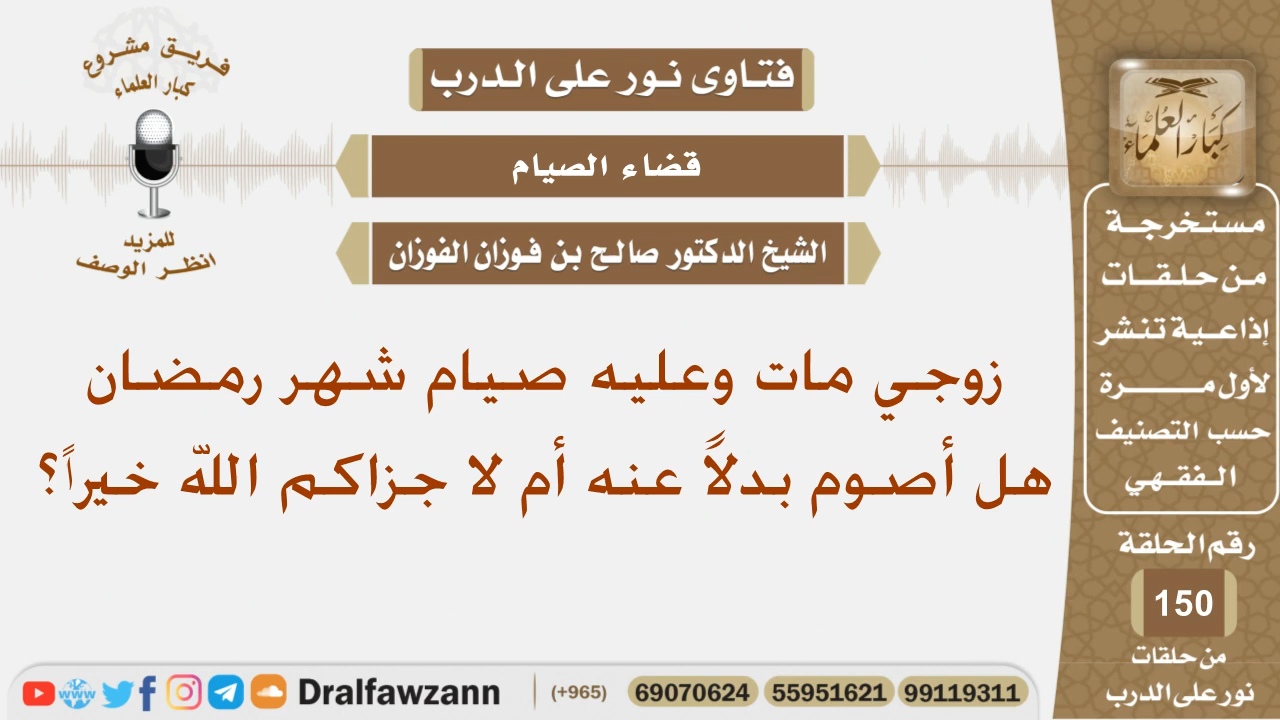 فريق مشروع
كبار العلماء
للمزيد
انظر الوصف
فتاوى نور على الدرب
قضاء الصيام
الشيخ الدكتور صالح بن فوزان الفوزان
زوجي مات وعليه صيام شهر رمضان
هل أصوم بدلاً عنه أم لا جزاكم الله خيراً؟
كبار العلماء
مستخرجة
من حلقات
إذاعية تنشر
لأول مرة
حسب التصنيف
الفقهي
رقم الحلقة
150
من حلقات
نور على الدرب
www
Dralfawzann
(+965)
69070624
55951621
99119311